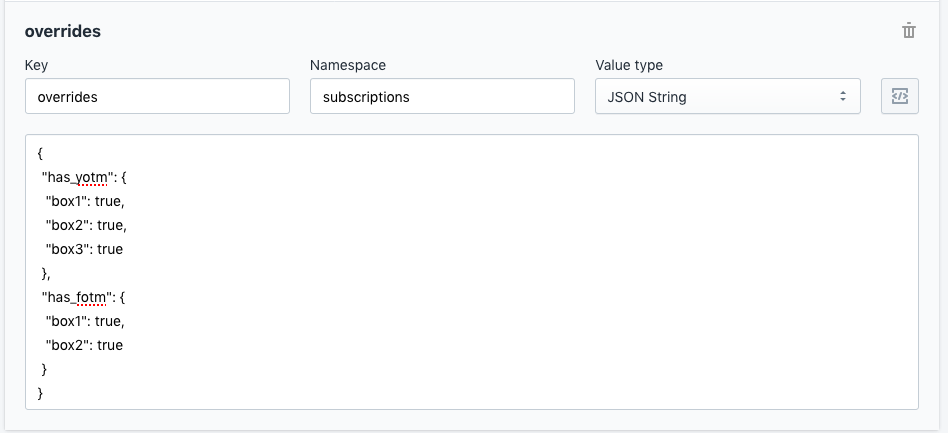 overrides
Key Namespace Value type
overrides subscriptions JSON String
{
"has_yotm": {
"box1": true,
"box2": true,
"box3": true
},
"has_fotm": {
"box1": true,
"box2": true
}
}